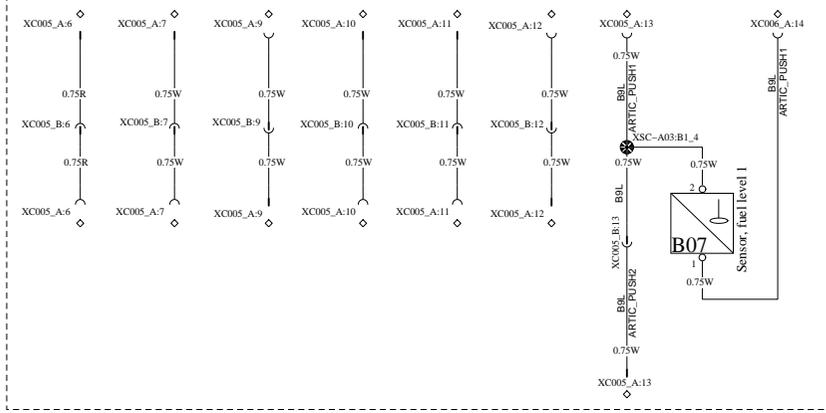 XC005_A:6 XC005_A:7 XC005_A:9 XC005_A:10 XC005_A:11 XC005_A:12 XC005_A:13 XC006_A:14
0.75W
B9L ARTIC_PUSH1
B9L ARTIC_PUSH1
0.75R 0.75W 0.75W 0.75W 0.75W 0.75W
XC005_B:6 XC005_B:7 XC005_B:9 XC005_B:10 XC005_B:11 XC005_B:12
XSC-A03:B1_4
0.75R 0.75W 0.75W 0.75W 0.75W 0.75W 0.75W 0.75W
B9L
2
Sensor, fuel level 1
B07
1
XC005_A:6 XC005_A:7 XC005_A:9 XC005_A:10 XC005_A:11 XC005_A:12
XC005_B:13
0.75W
B9L ARTIC_PUSH2
0.75W
XC005_A:13